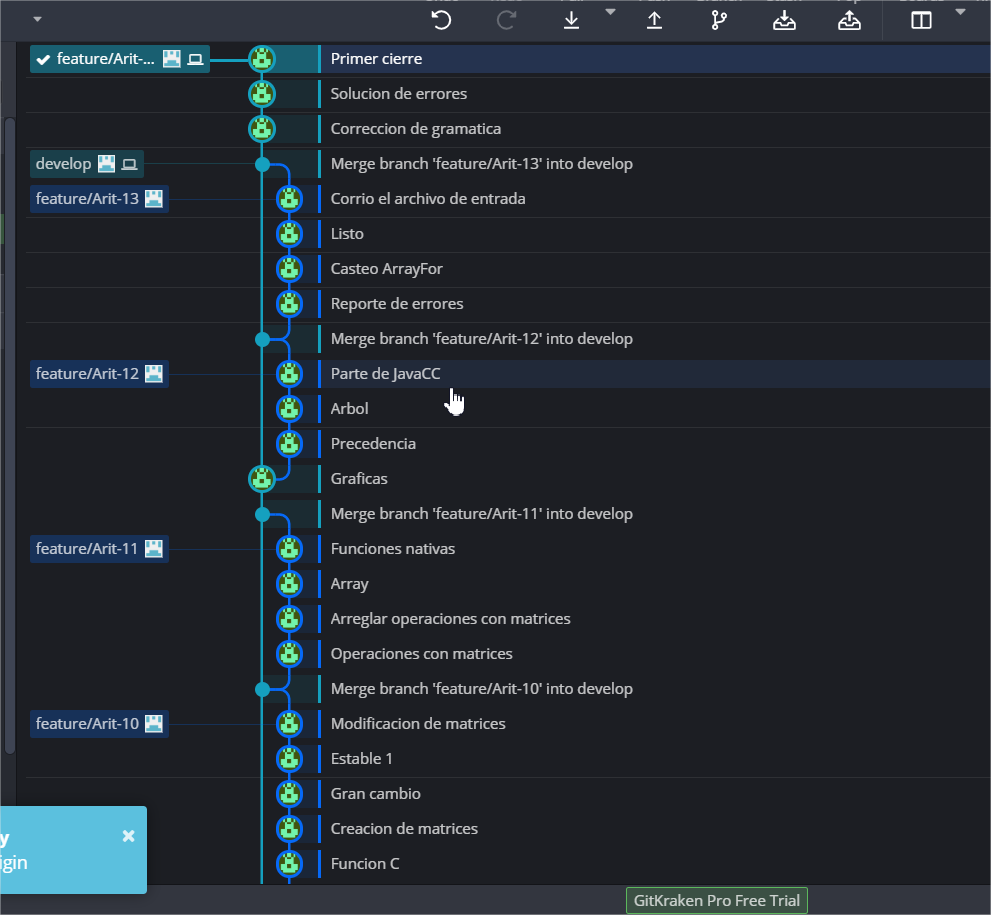 feature/Arit-... Primer cierre
Solucion de errores
Correccion de gramatica
develop Merge branch 'feature/Arit-13' into develop
feature/Arit-13 Corrio el archivo de entrada
Listo
Casteo ArrayFor
Reporte de errores
Merge branch 'feature/Arit-12' into develop
feature/Arit-12 Parte de JavaCC
Arbol
Precedencia
Graficas
Merge branch 'feature/Arit-11' into develop
feature/Arit-11 Funciones nativas
Array
Arreglar operaciones con matrices
Operaciones con matrices
Merge branch 'feature/Arit-10' into develop
feature/Arit-10 Modificacion de matrices
Estable 1
Gran cambio
Creacion de matrices
y
igin
Funcion C
GitKraken Pro Free Trial